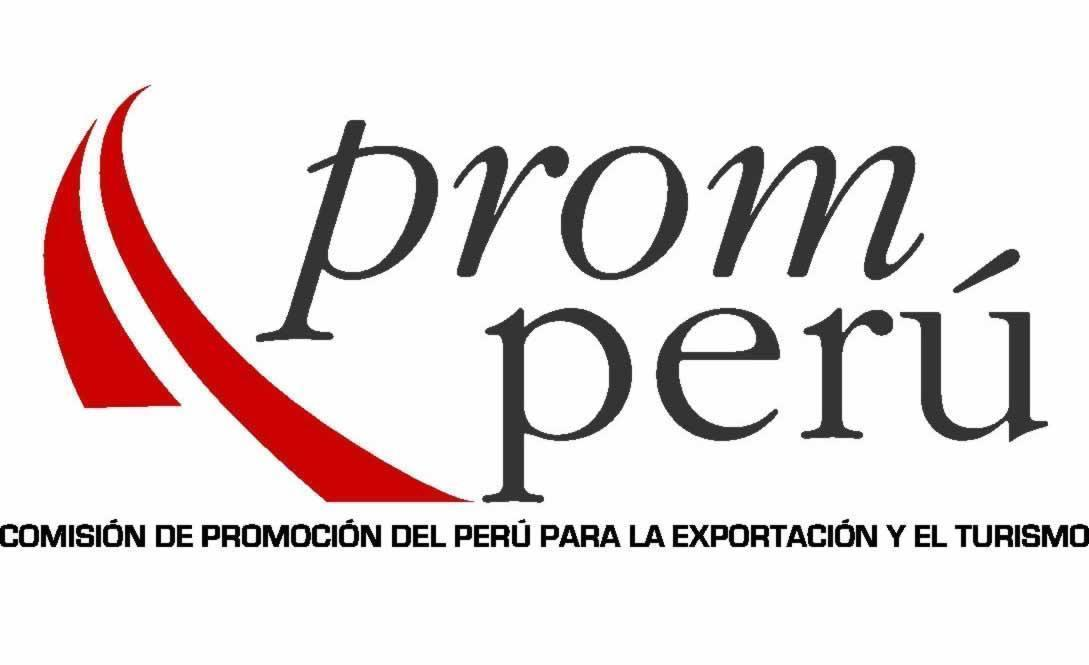 prom
perú
COMISIÓN DE PROMOCIÓN DEL PERÚ PARA LA EXPORTACIÓN Y EL TURISMO